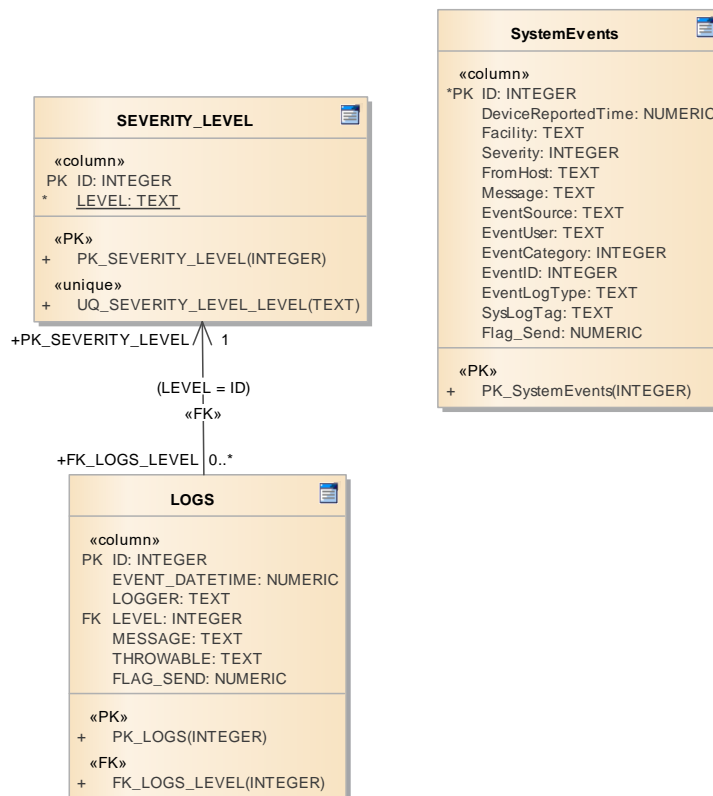 SEVERITY_LEVEL
«column»
PK ID: INTEGER
* LEVEL: TEXT
«PK»
+ PK_SEVERITY_LEVEL(INTEGER)
«unique»
+ UQ_SEVERITY_LEVEL_LEVEL(TEXT)
+PK_SEVERITY_LEVEL 1
(LEVEL = ID)
«FK»
+FK_LOGS_LEVEL 0..*
LOGS
«column»
PK ID: INTEGER
EVENT_DATETIME: NUMERIC
LOGGER: TEXT
FK LEVEL: INTEGER
MESSAGE: TEXT
THROWABLE: TEXT
FLAG_SEND: NUMERIC
«PK»
+ PK_LOGS(INTEGER)
«FK»
+ FK_LOGS_LEVEL(INTEGER)
SystemEvents
«column»
*PK ID: INTEGER
DeviceReportedTime: NUMERIC
Facility: TEXT
Severity: INTEGER
FromHost: TEXT
Message: TEXT
EventSource: TEXT
EventUser: TEXT
EventCategory: INTEGER
EventID: INTEGER
EventLogType: TEXT
SysLogTag: TEXT
Flag_Send: NUMERIC
«PK»
+ PK_SystemEvents(INTEGER)